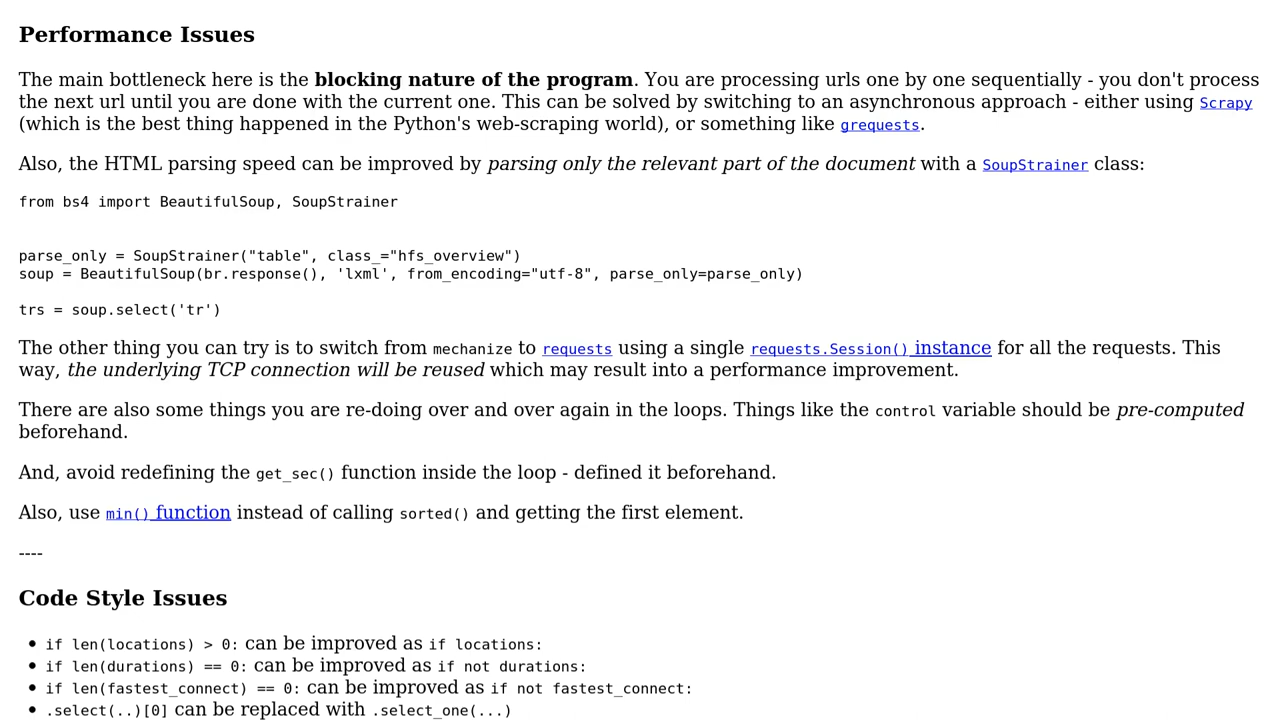 Performance Issues
The main bottleneck here is the blocking nature of the program. You are processing urls one by one sequentially - you don't process
the next url until you are done with the current one. This can be solved by switching to an asynchronous approach - either using Scrapy
(which is the best thing happened in the Python's web-scraping world), or something like grequests.
Also, the HTML parsing speed can be improved by parsing only the relevant part of the document with a SoupStrainer class:
from bs4 import BeautifulSoup, SoupStrainer
parse_only = SoupStrainer("table", class_="hfs_overview")
soup = BeautifulSoup(br.response(), 'lxml', from_encoding="utf-8", parse_only=parse_only)
trs = soup.select('tr')
The other thing you can try is to switch from mechanize to requests using a single requests.Session() instance for all the requests. This
way, the underlying TCP connection will be reused which may result into a performance improvement.
There are also some things you are re-doing over and over again in the loops. Things like the control variable should be pre-computed
beforehand.
And, avoid redefining the get_sec() function inside the loop - defined it beforehand.
Also, use min() function instead of calling sorted() and getting the first element.
----
Code Style Issues
• if len(locations) > 0: can be improved as if locations:
• if len(durations) == 0: can be improved as if not durations:
• if len(fastest_connect) == 0: can be improved as if not fastest_connect:
• .select(..)[0] can be replaced with .select_one(...)